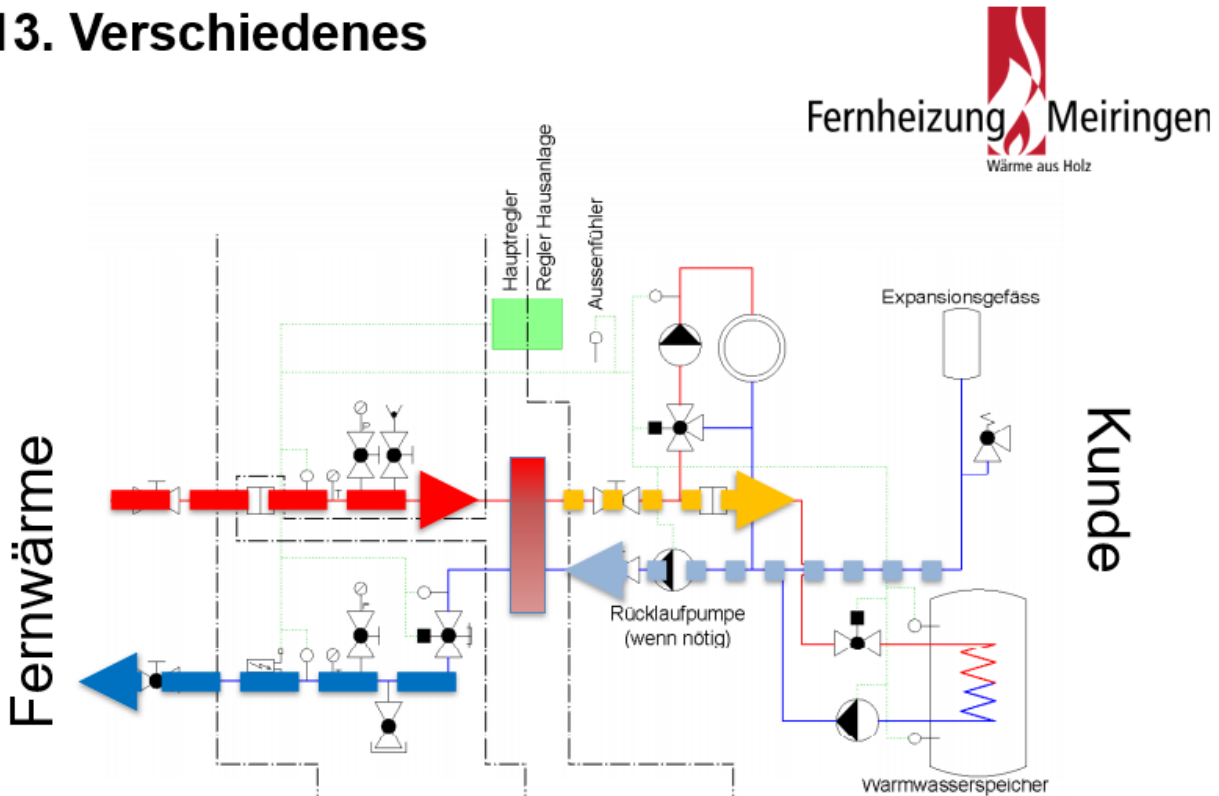 13. Verschiedenes
Fernheizung Meiringen
Wärme aus Holz
Hauptregler
Regler Hausanlage
Aussenfühler
Expansionsgefäss
Fernwärme
Kunde
Rücklaufpumpe
(wenn nötig)
Warmwasserspeicher